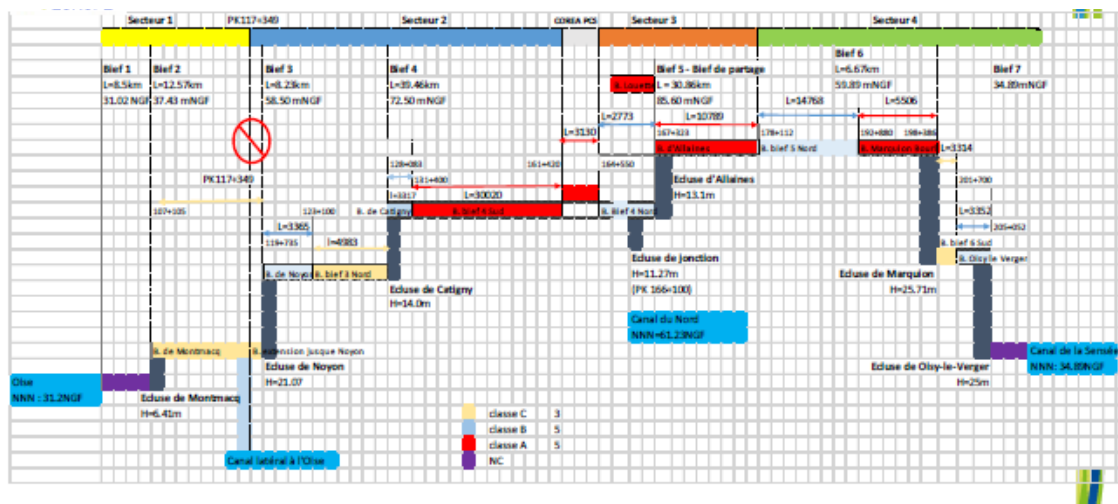 Secteur 1 PK117+349 Secteur 2 COREA PCS Secteur 3 Secteur 4
Bief 1
L=8.5km
31.02 NGF
Bief 2
L=12.57km
37.43 mNGF
Bief 3
L=8.23km
58.50 mNGF
Bief 4
L=39.46km
72.50 mNGF
Bief 5 - Bief de partage
L = 30.86km
85.60 mNGF
Bief 6
L=6.67km
59.89 mNGF
Bief 7
34.89mNGF
B. Louette
L=2773
L=10789
L=14768
L=5506
L=3130
167+323
178+112
192+880
198+386
B. d'Allaines
B. bief 5 Nord
B. Marquion Bourlon
L=3314
128+083
131+400
161+420
164+550
l=3317
L=30020
PK117+349
107+105
123+100
B. de Catigny
B. bief 4 Sud
B. Bief 4 Nord
Ecluse d'Allaines
H=13.1m
201+700
L=3352
205+052
L=3365
119+735
l=4983
B. bief 6 Sud
B. Oisy le Verger
B. de Noyon
B. bief 3 Nord
Ecluse de Catigny
H=14.0m
Ecluse de jonction
H=11.27m
(PK 166+100)
Ecluse de Marquion
H=25.71m
Canal du Nord
NNN=61.23NGF
B. de Montmacq
B. extension jusque Noyon
Ecluse de Noyon
H=21.07
Ecluse de Oisy-le-Verger
H=25m
Canal de la Sensée
NNN: 34.89NGF
Oise
NNN : 31.2NGF
Ecluse de Montmacq
H=6.41m
classe C 3
classe B 5
classe A 5
NC
Canal latéral à l'Oise